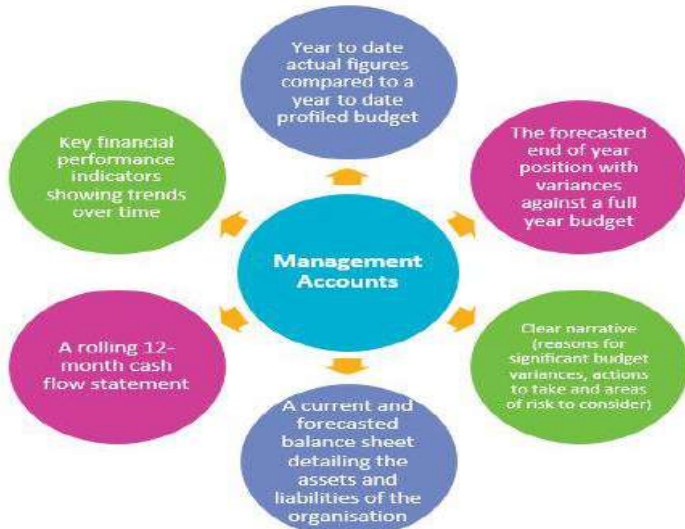 Year to date
actual figures
compared to a
year to date
profiled budget
Key financial
performance
indicators
showing trends
over time
The forecasted
end of year
position with
variances
against a full
year budget
Management
Accounts
A rolling 12-
month cash
flow statement
Clear narrative
(reasons for
significant budget
variances, actions
to take and areas
of risk to consider)
A current and
forecasted
balance sheet
detailing the
assets and
liabilities of the
organisation